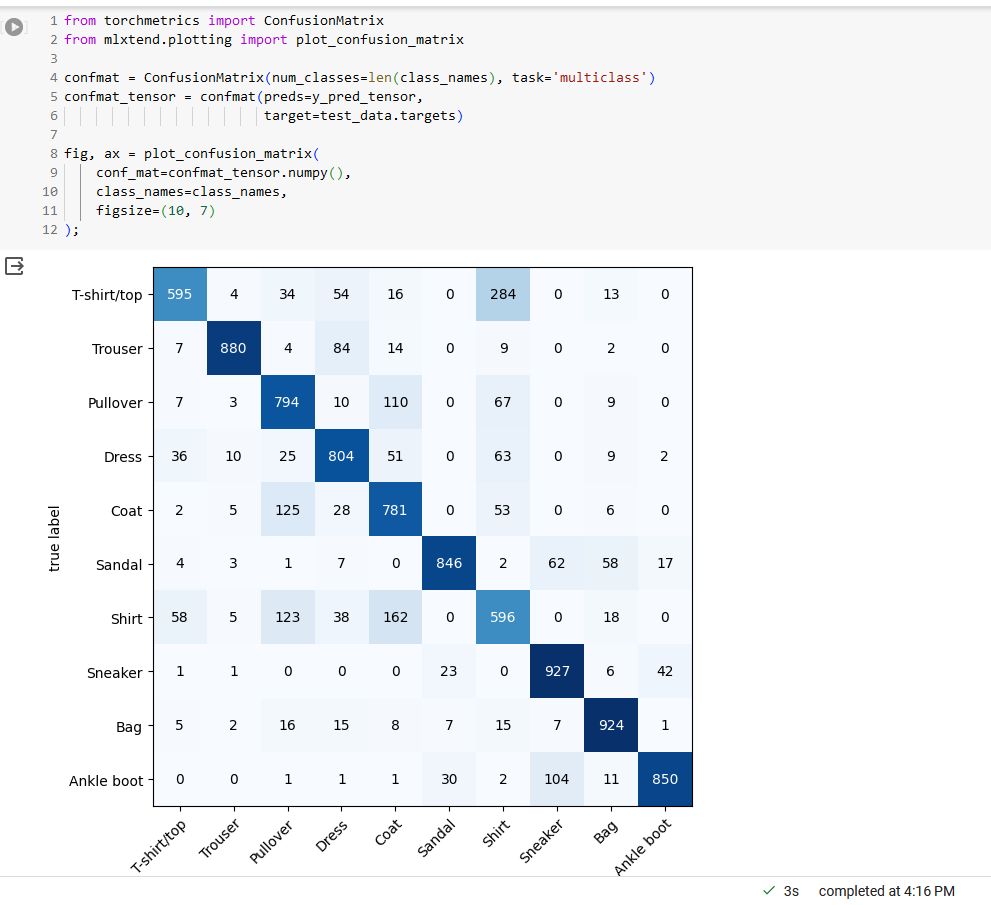 1 from torchmetrics import ConfusionMatrix
2 from mlxtend.plotting import plot_confusion_matrix
3
4 confmat = ConfusionMatrix(num_classes=len(class_names), task='multiclass')
5 confmat_tensor = confmat(preds=y_pred_tensor,
6                          target=test_data.targets)
7
8 fig, ax = plot_confusion_matrix(
9     conf_mat=confmat_tensor.numpy(),
10     class_names=class_names,
11     figsize=(10, 7)
12 );
T-shirt/top 595 4 34 54 16 0 284 0 13 0
Trouser 7 880 4 84 14 0 9 0 2 0
Pullover 7 3 794 10 110 0 67 0 9 0
Dress 36 10 25 804 51 0 63 0 9 2
Coat 2 5 125 28 781 0 53 0 6 0
true label
Sandal 4 3 1 7 0 846 2 62 58 17
Shirt 58 5 123 38 162 0 596 0 18 0
Sneaker 1 1 0 0 0 23 0 927 6 42
Bag 5 2 16 15 8 7 15 7 924 1
Ankle boot 0 0 1 1 1 30 2 104 11 850
T-shirt/top Trouser Pullover Dress Coat Sandal Shirt Sneaker Bag Ankle boot
3s completed at 4:16 PM